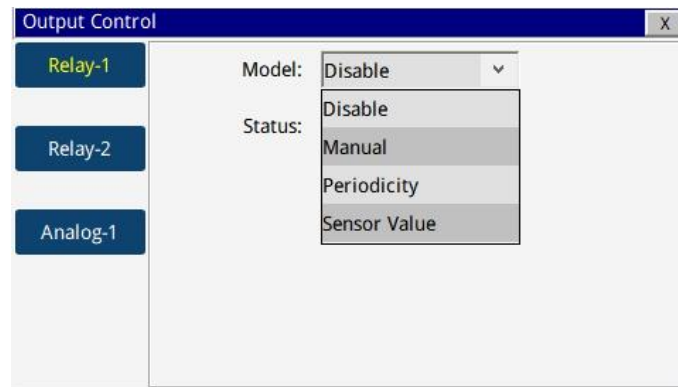 Output Control X
Relay-1
Model: Disable
Disable
Status:
Manual
Relay-2
Periodicity
Sensor Value
Analog-1